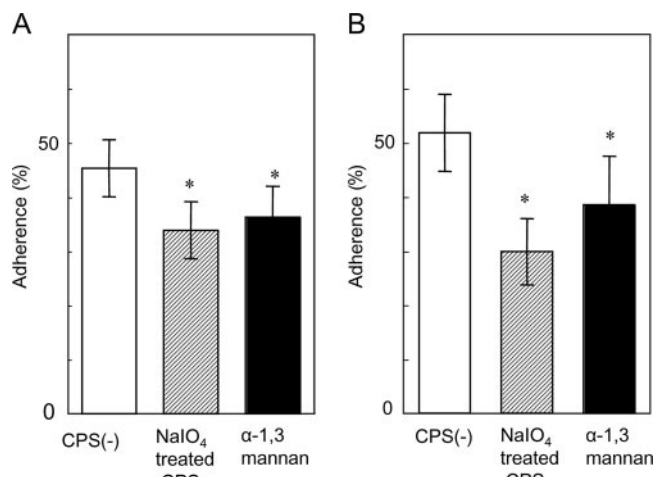 A
B
Adherence (%)
50
*
*
0
CPS(-)
NaIO₄
treated
α-1,3
mannan
Adherence (%)
50
*
*
0
CPS(-)
NaIO₄
treated
α-1,3
mannan